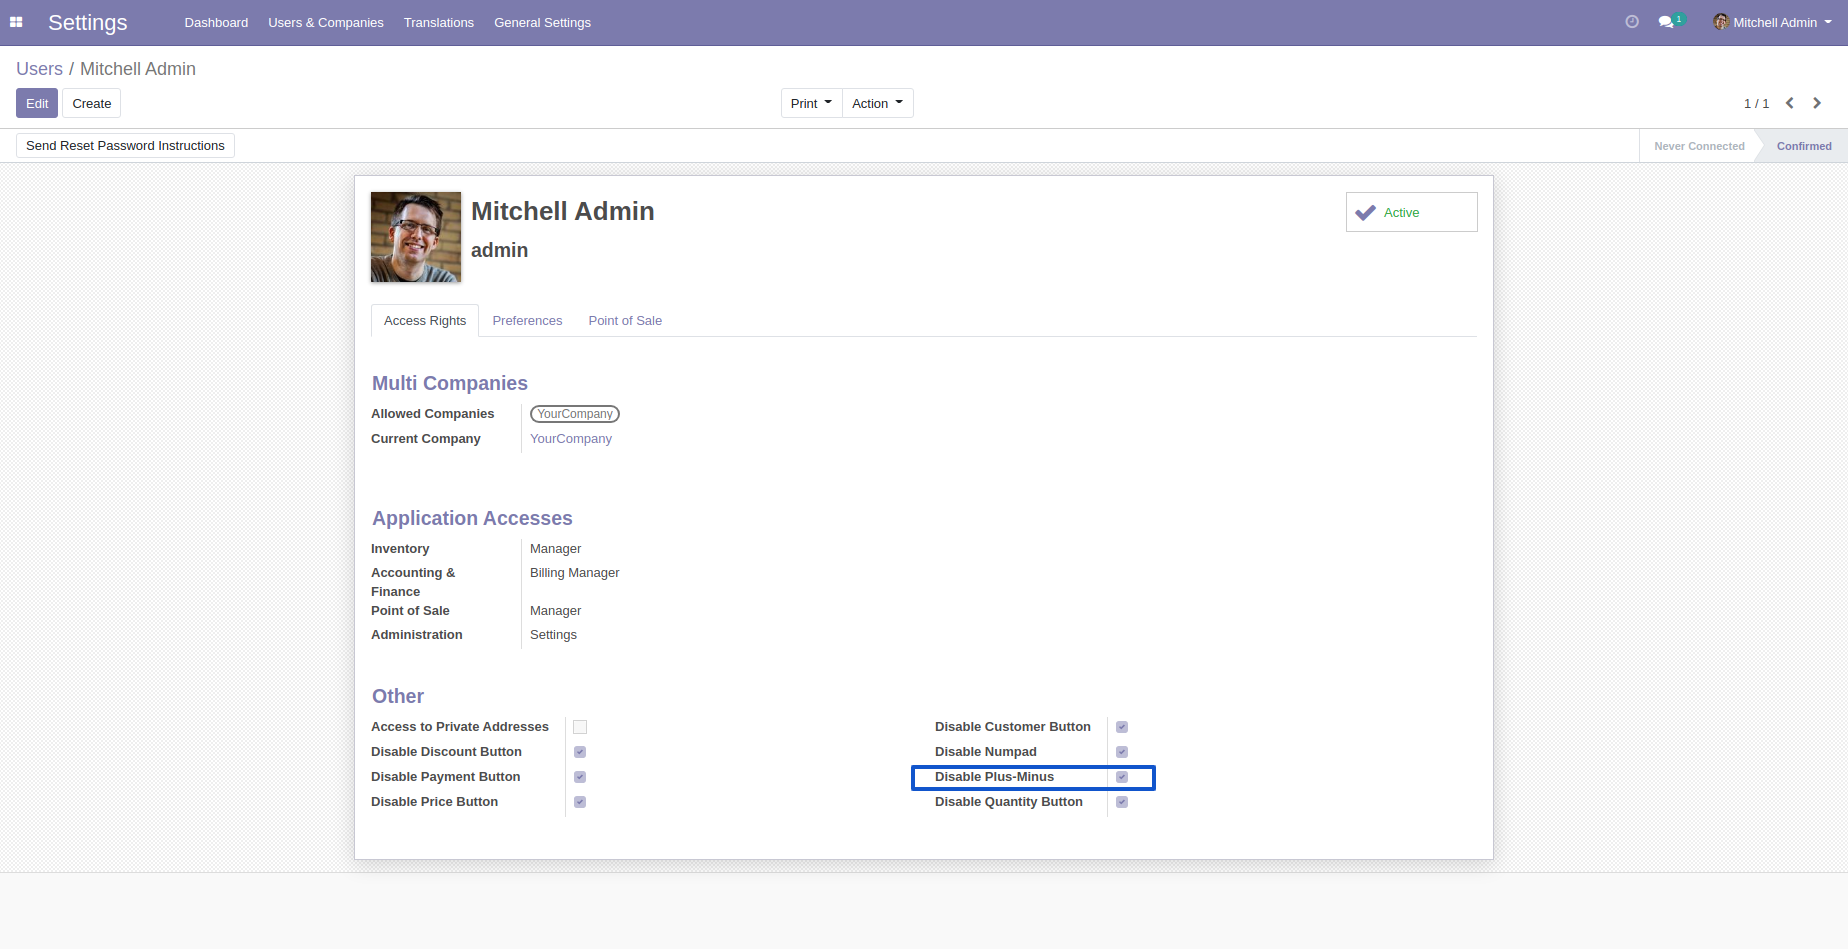 Settings Dashboard Users & Companies Translations General Settings 1 Mitchell Admin
Users / Mitchell Admin
Edit Create Print Action 1 / 1
Send Reset Password Instructions Never Connected Confirmed
Mitchell Admin Active
admin
Access Rights Preferences Point of Sale
Multi Companies
Allowed Companies YourCompany
Current Company YourCompany
Application Accesses
Inventory Manager
Accounting & Billing Manager
Finance
Point of Sale Manager
Administration Settings
Other
Access to Private Addresses Disable Customer Button
Disable Discount Button Disable Numpad
Disable Payment Button Disable Plus-Minus
Disable Price Button Disable Quantity Button